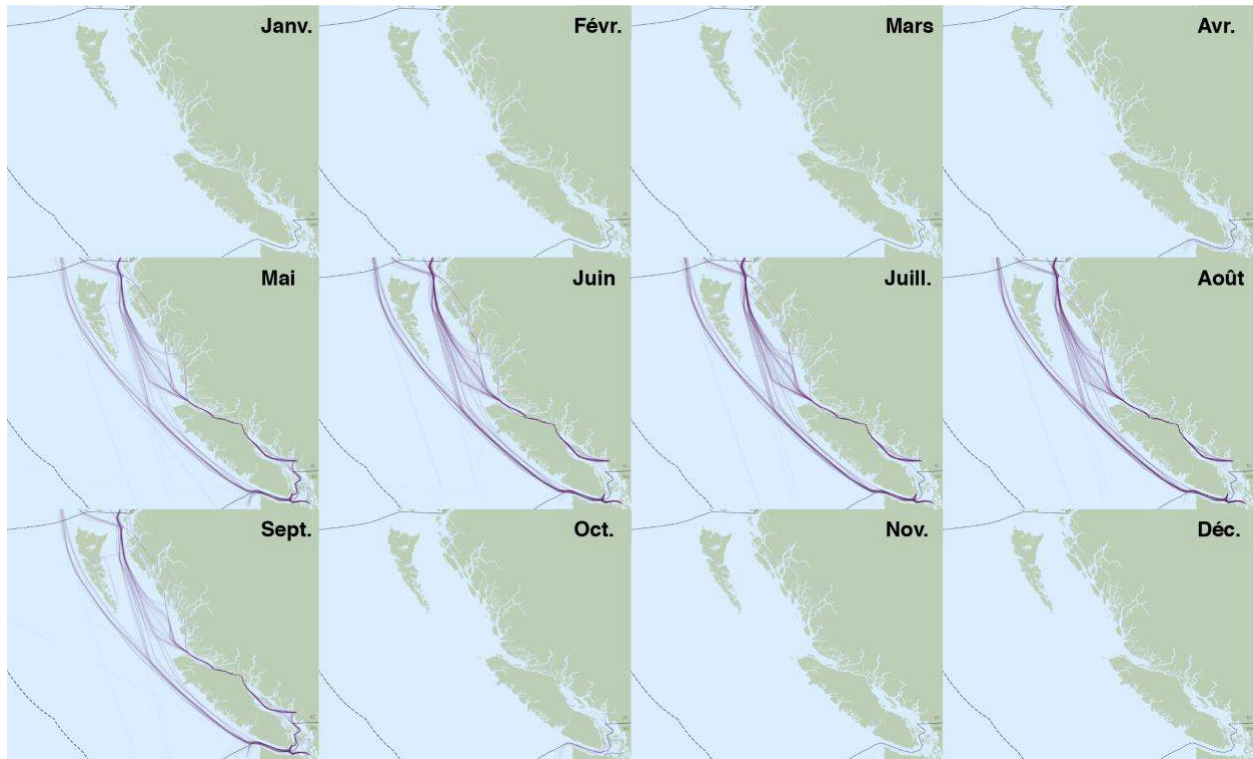 Janv.
Févr.
Mars
Avr.
Mai
Juin
Juill.
Août
Sept.
Oct.
Nov.
Déc.